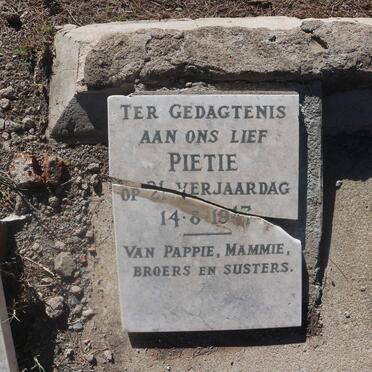 TER GEDAGTENIS
AAN ONS LIEF
PIETIE
OP 21 VERJAARDAG
14·8·1947
VAN PAPPIE, MAMMIE,
BROERS EN SUSTERS.